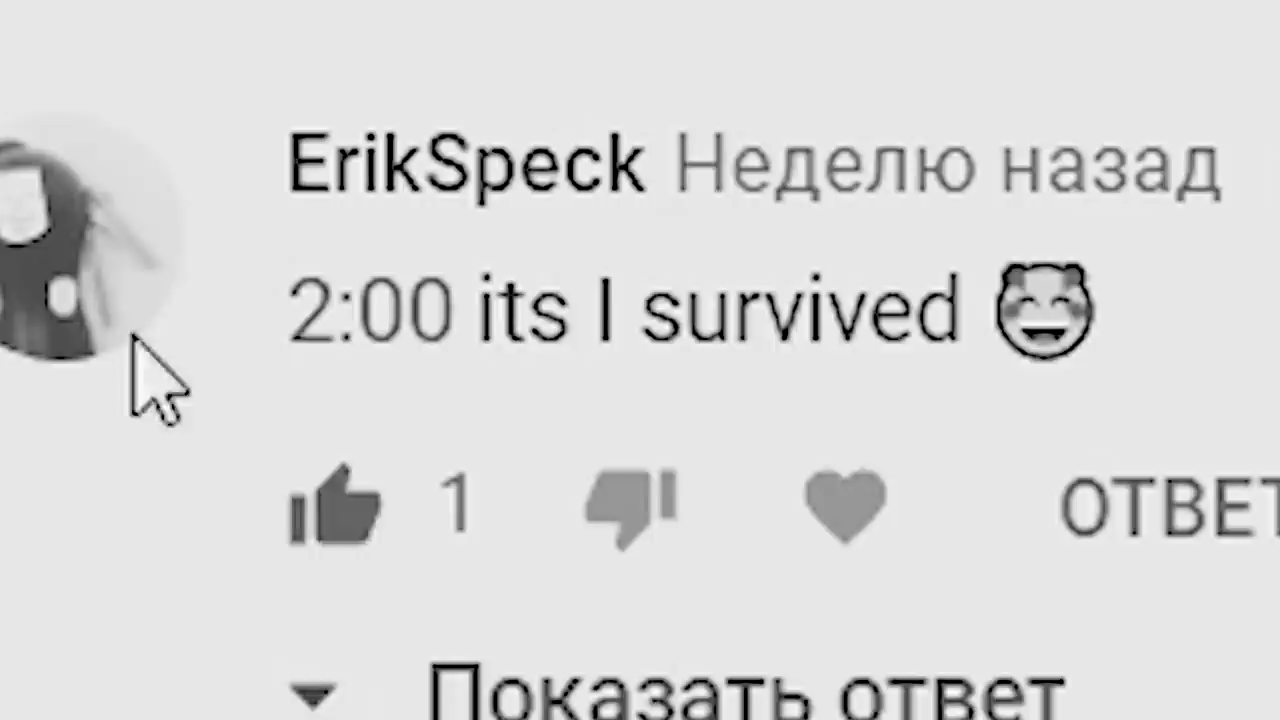 ErikSpeck Неделю назад
2:00 its I survived 😅
1 ОТВЕТ
Показать ответ